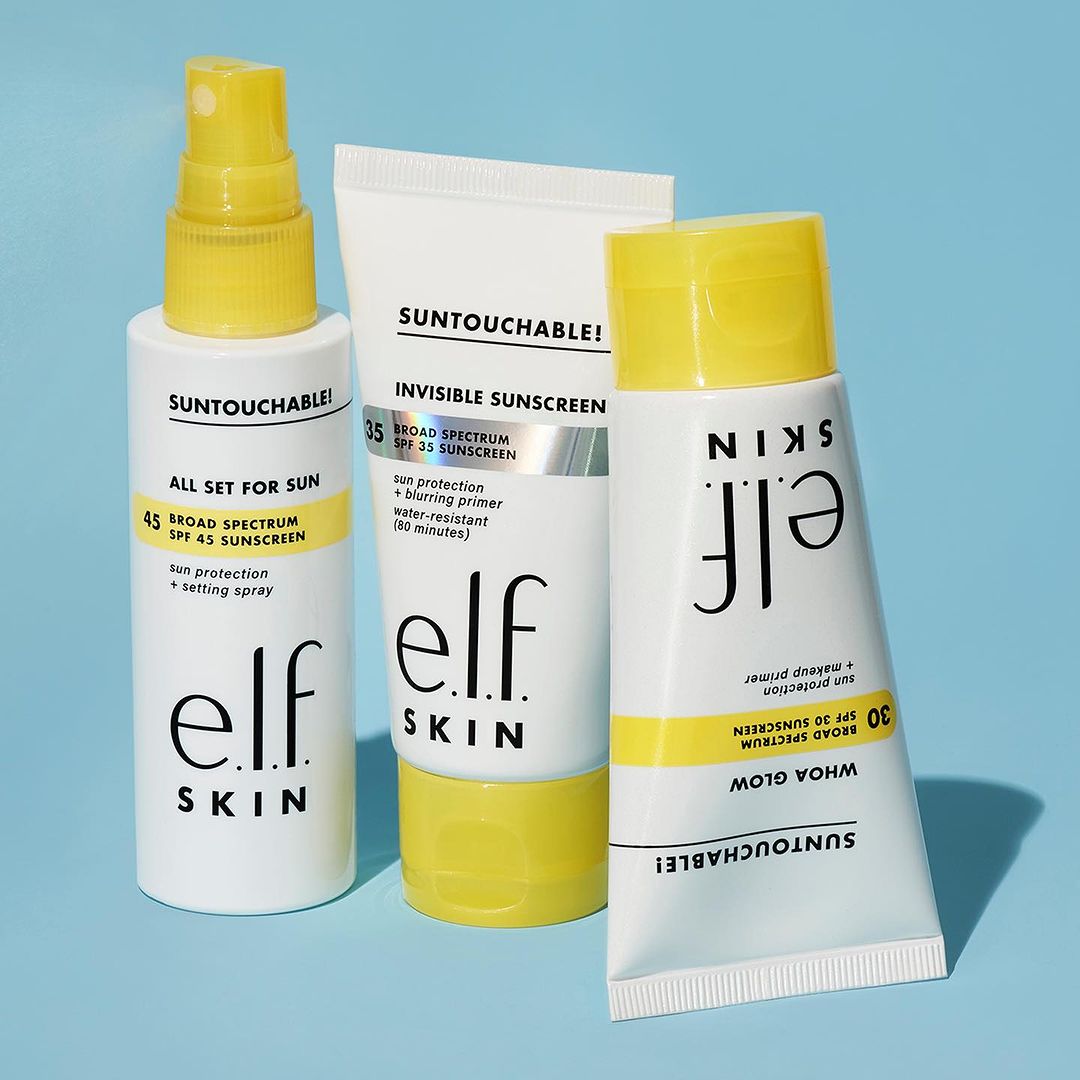 SUNTOUCHABLE!
ALL SET FOR SUN
45 BROAD SPECTRUM
SPF 45 SUNSCREEN
sun protection
+ setting spray
e.l.f.
SKIN
SUNTOUCHABLE!
INVISIBLE SUNSCREEN
35 BROAD SPECTRUM
SPF 35 SUNSCREEN
sun protection
+ blurring primer
water-resistant
(80 minutes)
e.l.f.
SKIN
SUNTOUCHABLE!
WHOA GLOW
30 BROAD SPECTRUM
SPF 30 SUNSCREEN
sun protection
+ makeup primer
e.l.f.
SKIN